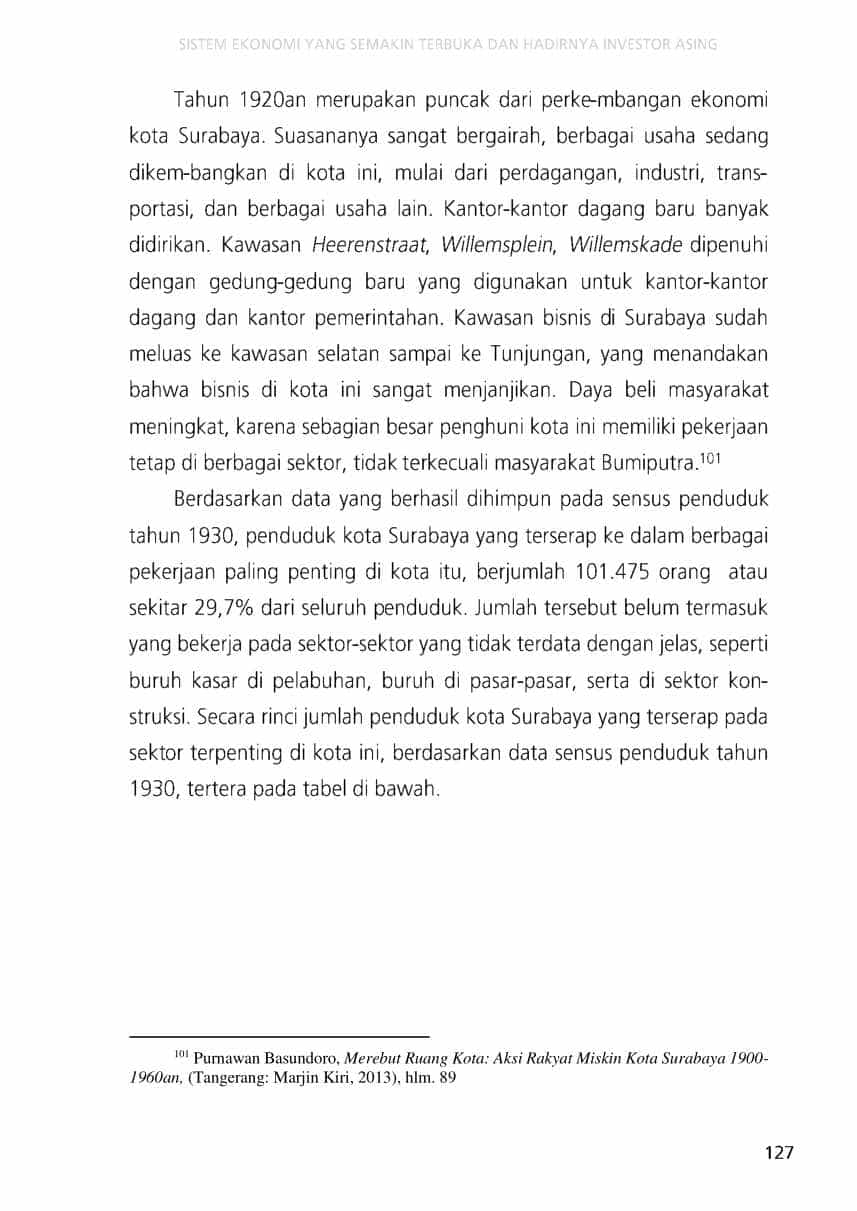 SISTEM EKONOMI YANG SEMAKIN TERBUKA DAN HADIRNYA INVESTOR ASING
Tahun 1920an merupakan puncak dari perke-mbangan ekonomi
kota Surabaya. Suasananya sangat bergairah, berbagai usaha sedang
dikem-bangkan di kota ini, mulai dari perdagangan, industri, trans-
portasi, dan berbagai usaha lain. Kantor-kantor dagang baru banyak
didirikan. Kawasan Heerenstraat, Willemsplein, Willemskade dipenuhi
dengan gedung-gedung baru yang digunakan untuk kantor-kantor
dagang dan kantor pemerintahan. Kawasan bisnis di Surabaya sudah
meluas ke kawasan selatan sampai ke Tunjungan, yang menandakan
bahwa bisnis di kota ini sangat menjanjikan. Daya beli masyarakat
meningkat, karena sebagian besar penghuni kota ini memiliki pekerjaan
tetap di berbagai sektor, tidak terkecuali masyarakat Bumiputra.101
Berdasarkan data yang berhasil dihimpun pada sensus penduduk
tahun 1930, penduduk kota Surabaya yang terserap ke dalam berbagai
pekerjaan paling penting di kota itu, berjumlah 101.475 orang atau
sekitar 29,7% dari seluruh penduduk. Jumlah tersebut belum termasuk
yang bekerja pada sektor-sektor yang tidak terdata dengan jelas, seperti
buruh kasar di pelabuhan, buruh di pasar-pasar, serta di sektor kon-
struksi. Secara rinci jumlah penduduk kota Surabaya yang terserap pada
sektor terpenting di kota ini, berdasarkan data sensus penduduk tahun
1930, tertera pada tabel di bawah.
101 Purnawan Basundoro, Merebut Ruang Kota: Aksi Rakyat Miskin Kota Surabaya 1900-
1960an, (Tangerang: Marjin Kiri, 2013), hlm. 89
127